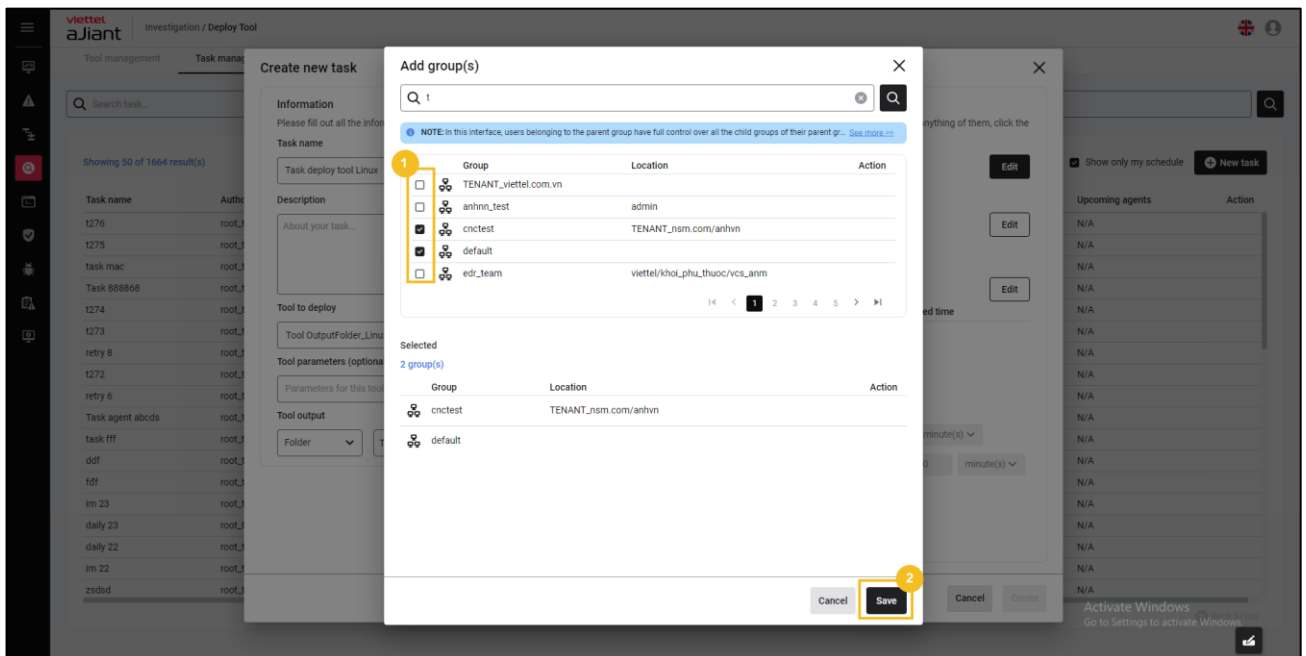 viettel
aJiant
Investigation / Deploy Tool
Tool management
Task manag
Search task...
Showing 50 of 1664 result(s)
Show only my schedule
New task
Task name
Autho
Upcoming agents
Action
t276
root_t
N/A
t275
root_t
N/A
task mac
root_t
N/A
Task 888868
root_t
N/A
t274
root_t
N/A
t273
root_t
N/A
retry 8
root_t
N/A
t272
root_t
N/A
retry 6
root_t
N/A
Task agent abcds
root_t
N/A
task fff
root_t
N/A
ddf
root_t
N/A
fdf
root_t
N/A
im 23
root_t
N/A
daily 23
root_t
N/A
daily 22
root_t
N/A
im 22
root_t
N/A
zsdsd
root_t
N/A
Create new task
Information
Please fill out all the infor
nything of them, click the
Task name
Task deploy tool Linux
Edit
Description
About your task...
Edit
Edit
Tool to deploy
ed time
Tool OutputFolder_Linu
Tool parameters (optiona
Parameters for this tool
Tool output
Folder
T
minute(s)
0
minute(s)
Cancel
Create
Add group(s)
t
NOTE: In this interface, users belonging to the parent group have full control over all the child groups of their parent gr... See more >>
1
Group
Location
Action
TENANT_viettel.com.vn
anhnn_test
admin
cnctest
TENANT_nsm.com/anhvn
default
edr_team
viettel/khoi_phu_thuoc/vcs_anm
1 2 3 4 5
Selected
2 group(s)
Group
Location
Action
cnctest
TENANT_nsm.com/anhvn
default
2
Cancel
Save
Activate Windows
Go to Settings to activate Windows.
Back to top